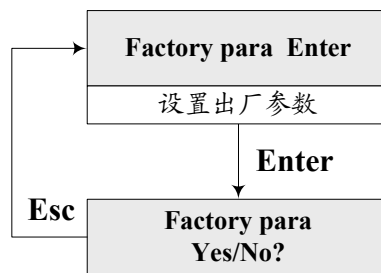 Factory para Enter
设置出厂参数
Enter
Esc
Factory para
Yes/No?